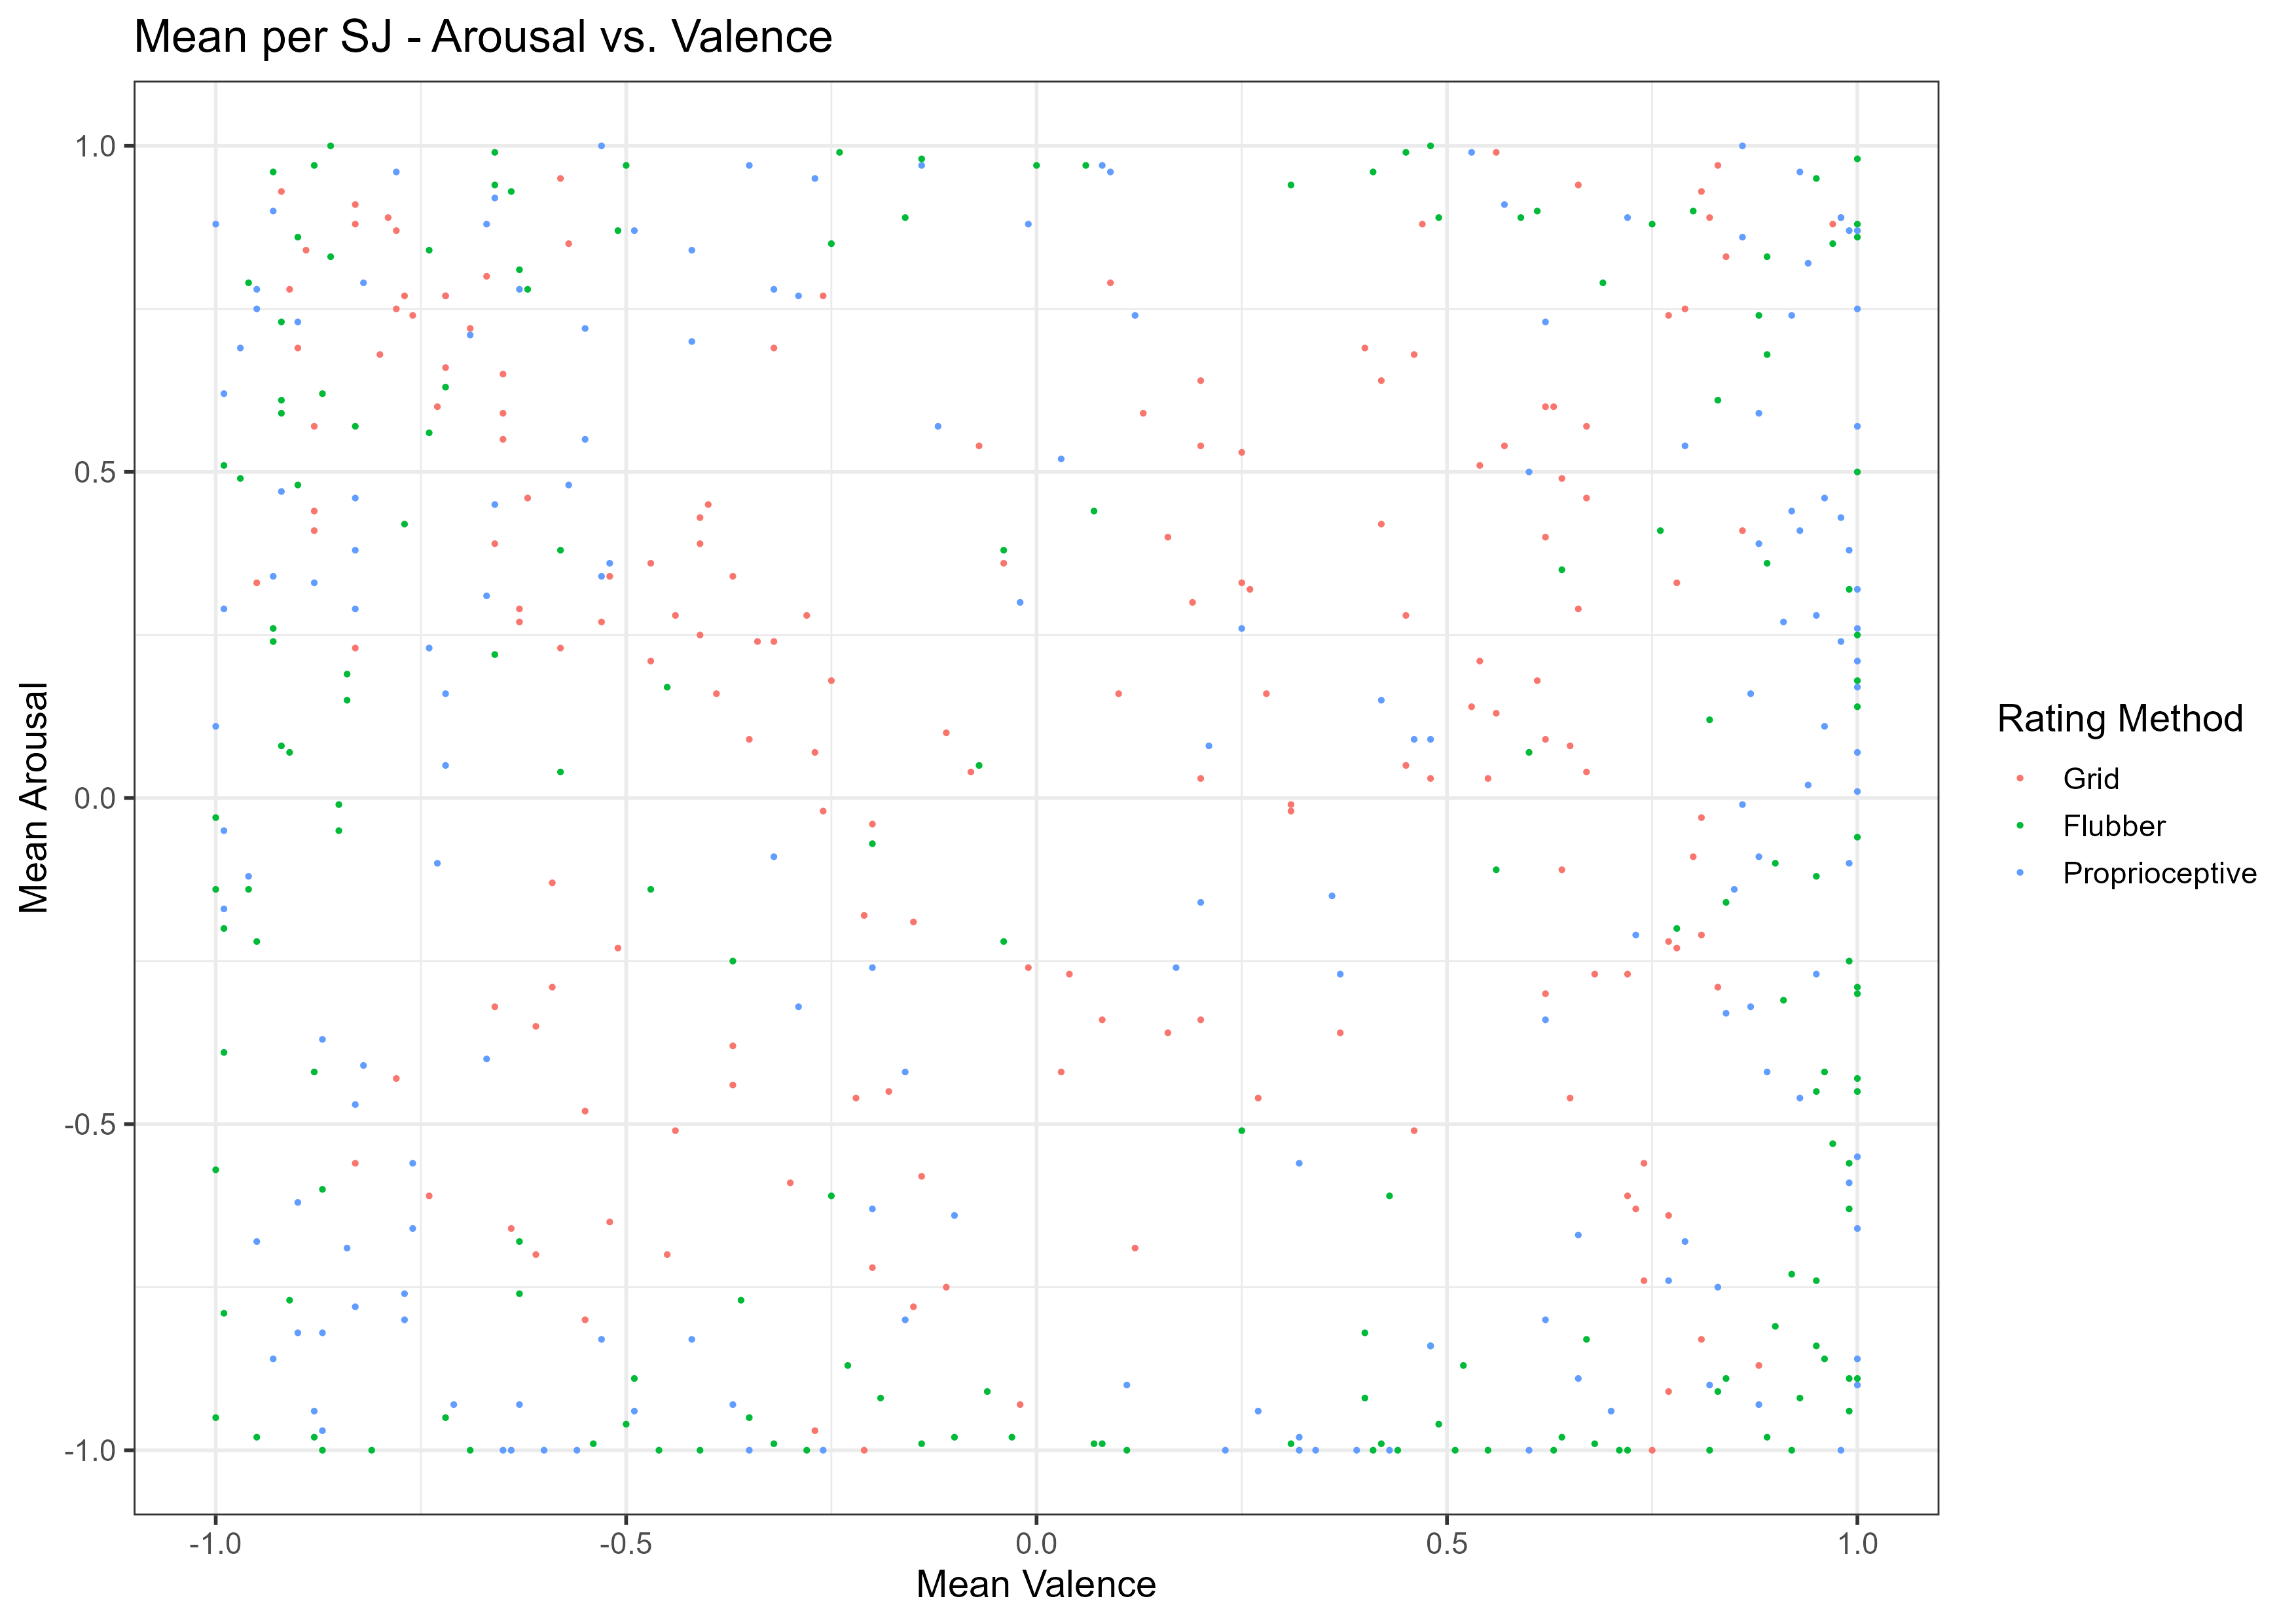 Mean per SJ - Arousal vs. Valence
1.0
0.5
0.0
-0.5
-1.0
Mean Arousal
-1.0
-0.5
0.0
0.5
1.0
Mean Valence
Rating Method
Grid
Flubber
Proprioceptive